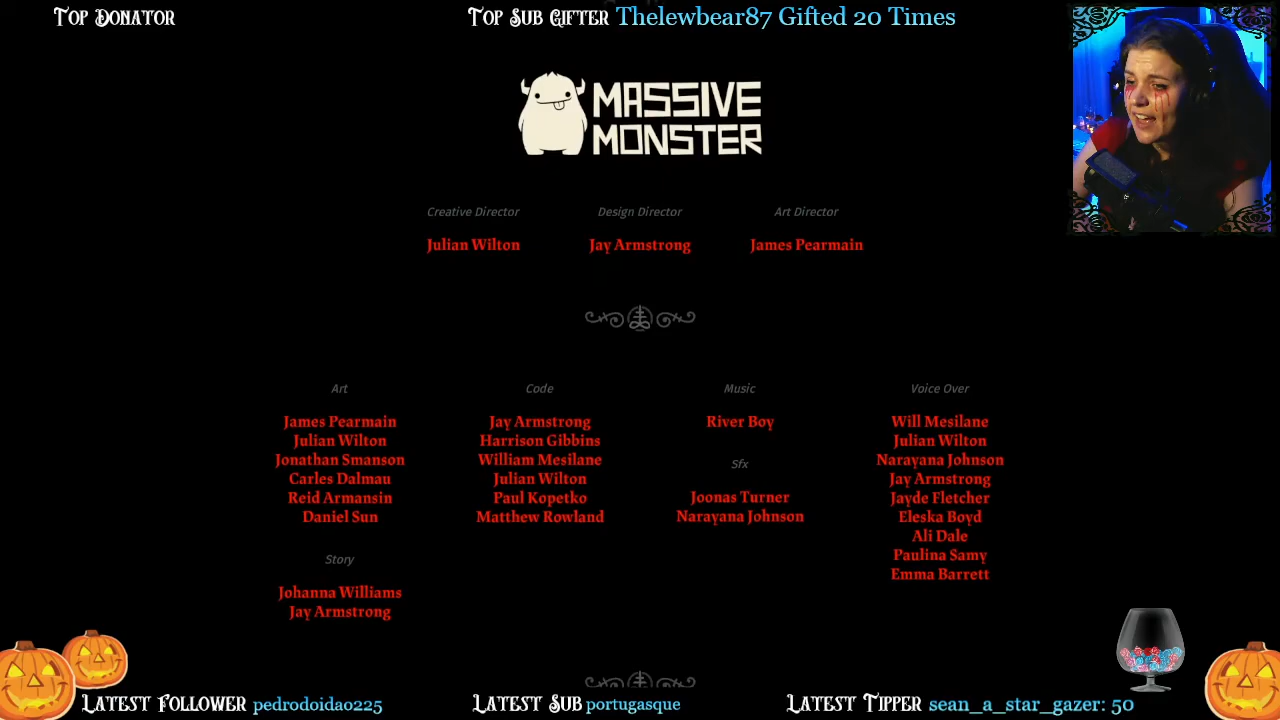 Top Donator
Top Sub Gifter Thelewbear87 Gifted 20 Times
MASSIVE
MONSTER
Creative Director
Julian Wilton
Design Director
Jay Armstrong
Art Director
James Pearmain
Art
James Pearmain
Julian Wilton
Jonathan Smanson
Carles Dalmau
Reid Armansin
Daniel Sun
Story
Johanna Williams
Jay Armstrong
Code
Jay Armstrong
Harrison Gibbins
William Mesilane
Julian Wilton
Paul Kopetko
Matthew Rowland
Music
River Boy
Sfx
Joonas Turner
Narayana Johnson
Voice Over
Will Mesilane
Julian Wilton
Narayana Johnson
Jay Armstrong
Jayde Fletcher
Eleska Boyd
Ali Dale
Paulina Samy
Emma Barrett
Latest Follower pedrodoidao225
Latest Sub portugasque
Latest Tipper sean_a_star_gazer: 50